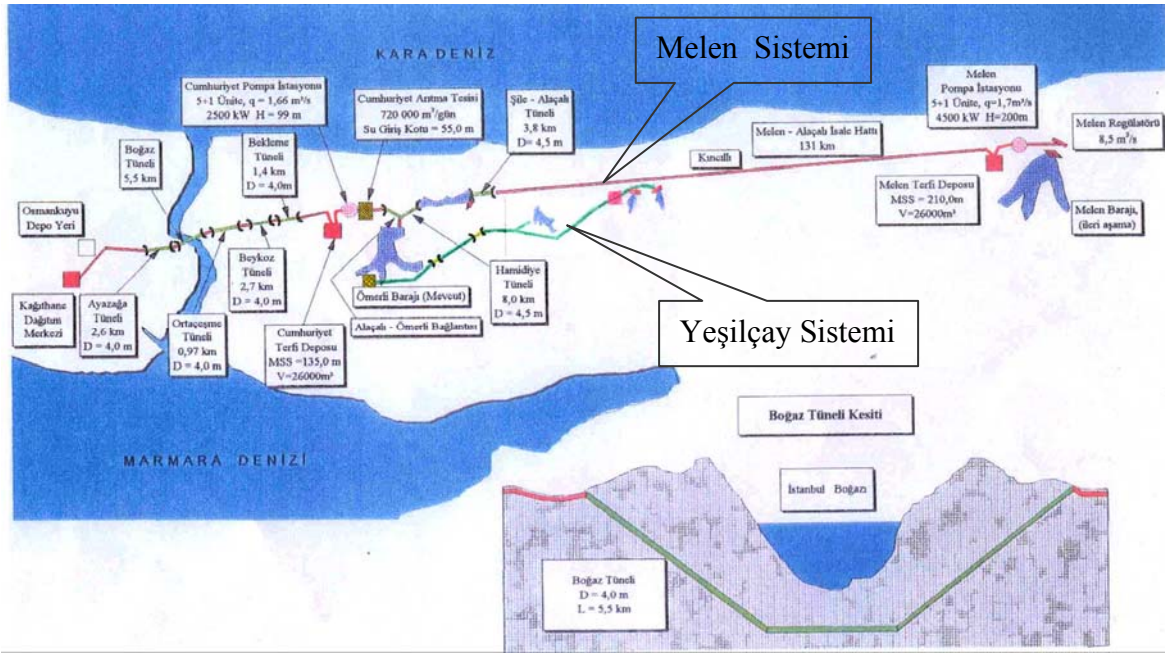 KARA DENİZ
Melen Sistemi
Cumhuriyet Pompa İstasyonu
5+1 Ünite, q = 1,66 m³/s
2500 kW H = 99 m
Cumhuriyet Arıtma Tesisi
720 000 m³/gün
Su Giriş Kotu = 55,0 m
Şile - Alaçalı
Tüneli
3,8 km
D= 4,5 m
Melen
Pompa İstasyonu
5+1 Ünite, q=1,7m³/s
4500 kW H=200m
Melen Regülatörü
8,5 m³/s
Boğaz
Tüneli
5,5 km
Bekleme
Tüneli
1,4 km
D = 4,0m
Melen - Alaçalı İsale Hattı
131 km
Kıncıllı
Osmankuyu
Depo Yeri
Melen Terfi Deposu
MSS = 210,0m
V=26000m³
Melen Barajı,
(ileri aşama)
Kağıthane
Dağıtım
Merkezi
Ayazağa
Tüneli
2,6 km
D = 4,0 m
Ortaçeşme
Tüneli
0,97 km
D = 4,0 m
Beykoz
Tüneli
2,7 km
D = 4,0 m
Cumhuriyet
Terfi Deposu
MSS =135,0 m
V=26000m³
Ömerli Barajı (Mevcut)
Alaçalı - Ömerli Bağlantısı
Hamidiye
Tüneli
8,0 km
D = 4,5 m
Yeşilçay Sistemi
MARMARA DENİZİ
Boğaz Tüneli Kesiti
İstanbul Boğazı
Boğaz Tüneli
D = 4,0 m
L = 5,5 km